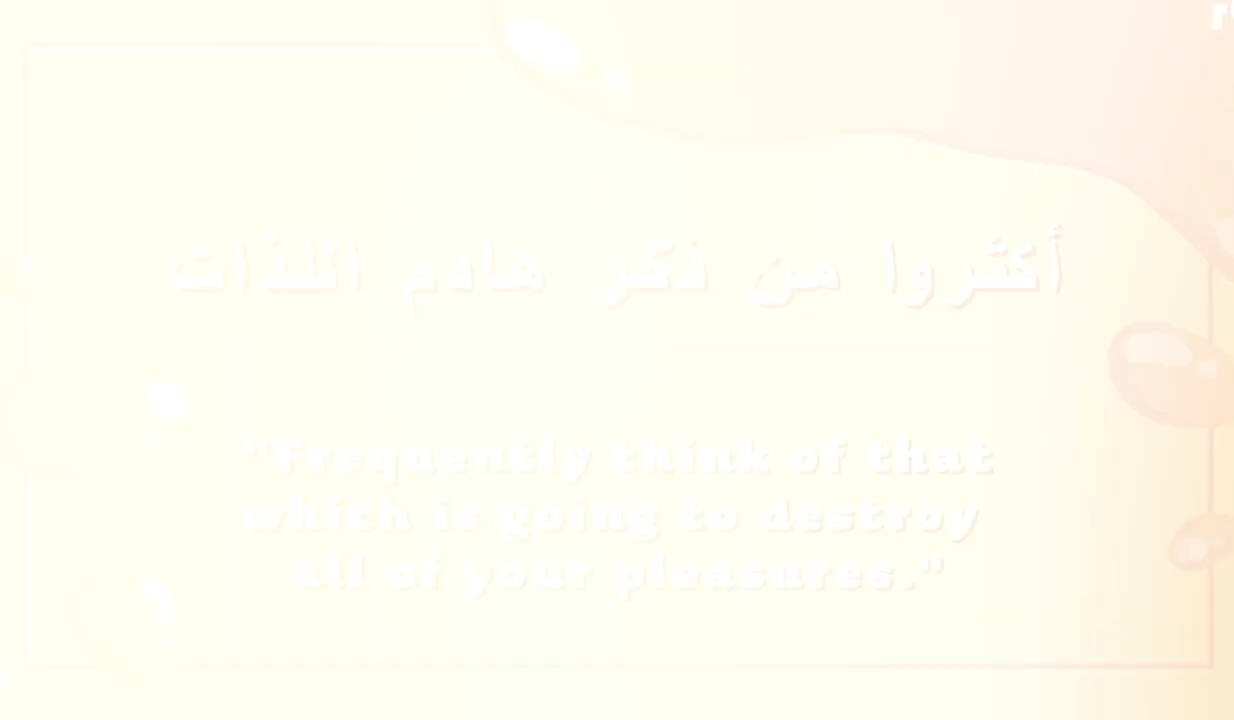 أكثروا من ذكر هادم اللذات
"Frequently think of that
which is going to destroy
all of your pleasures."